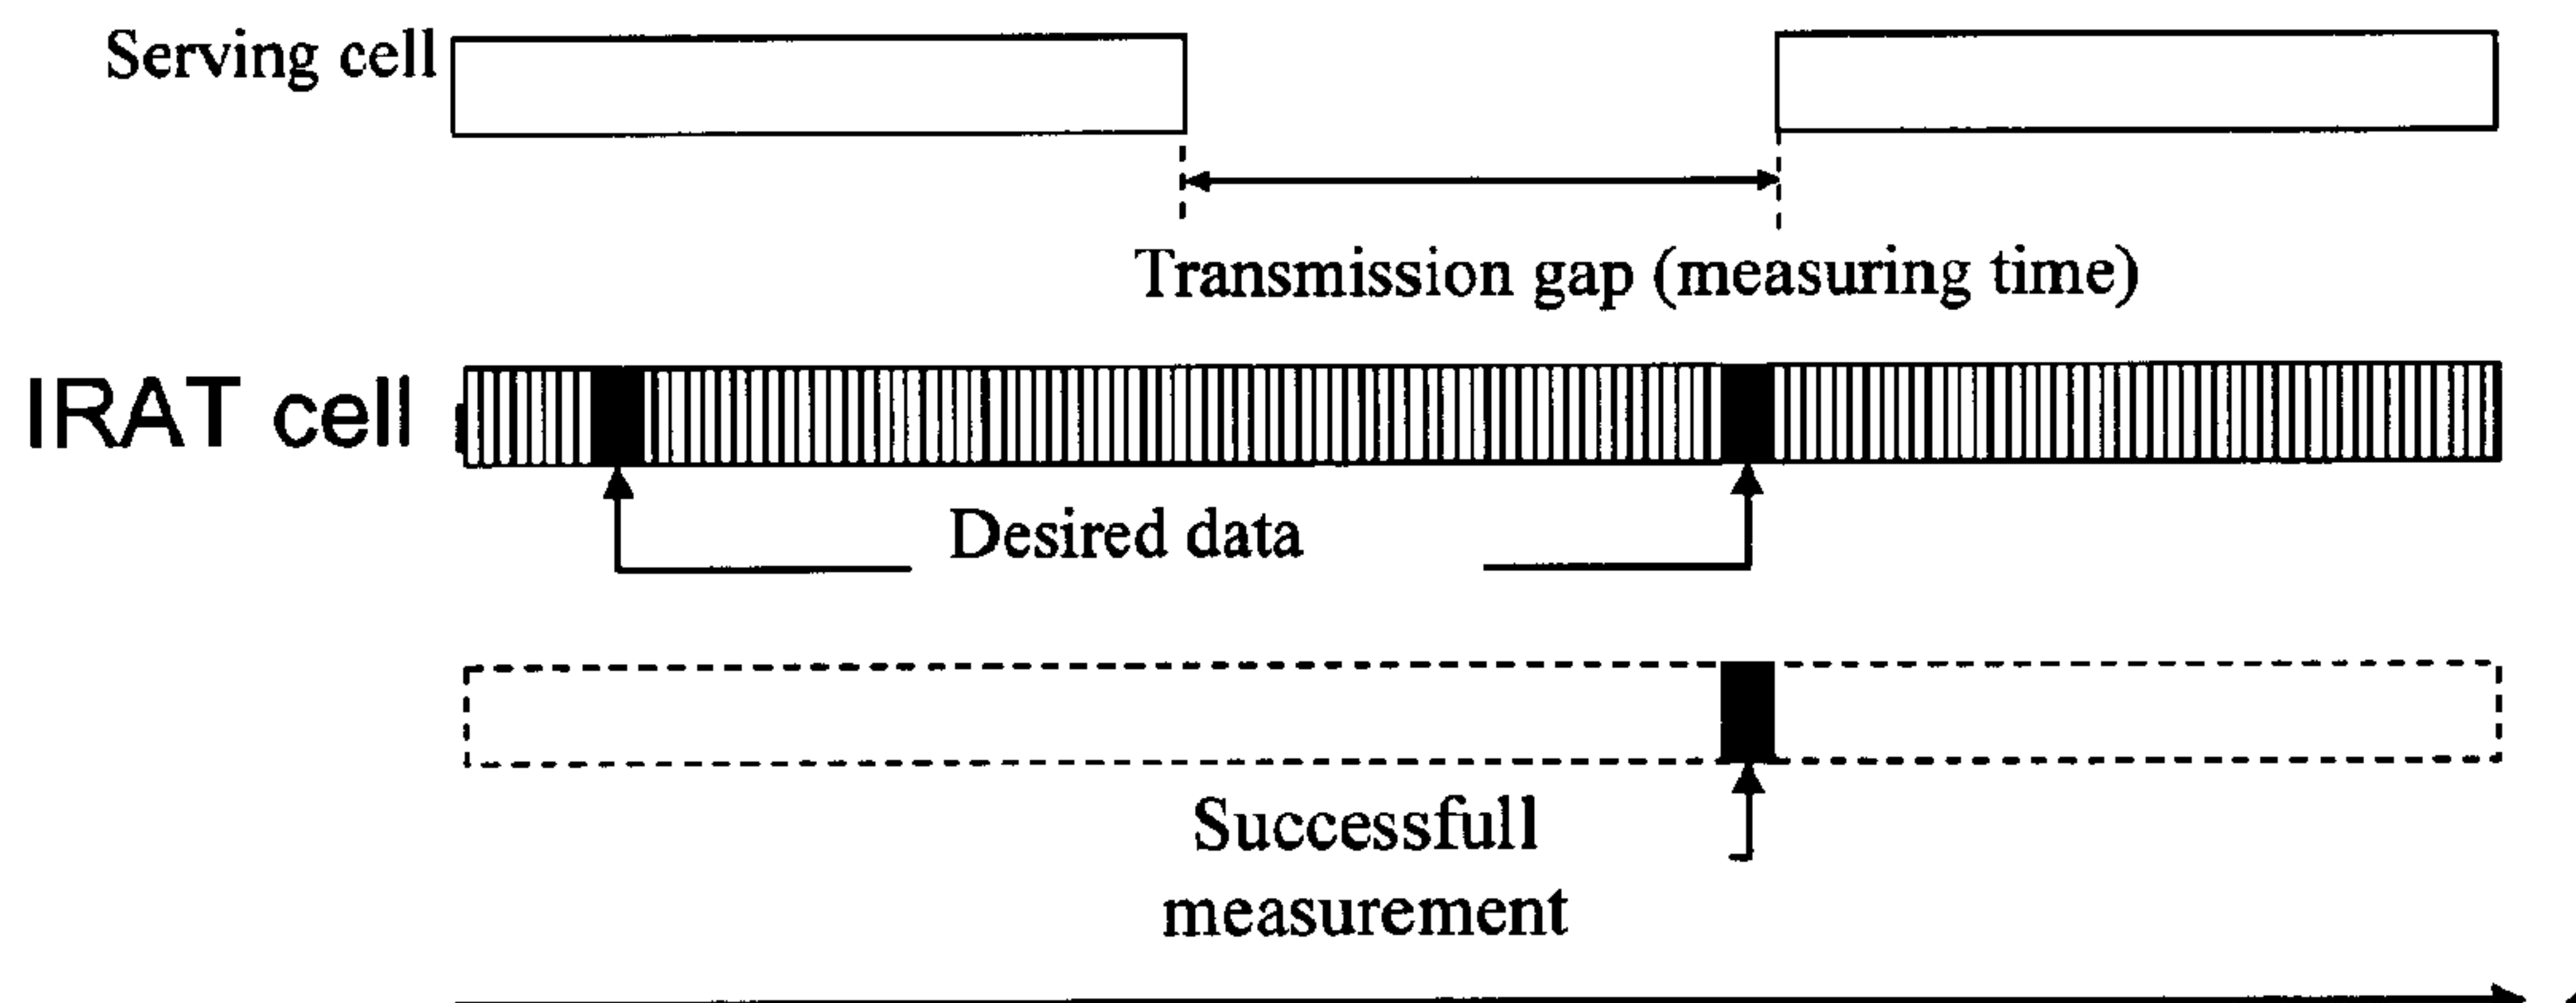 Serving cell
Transmission gap (measuring time)
IRAT cell
Desired data
Successfull
measurement